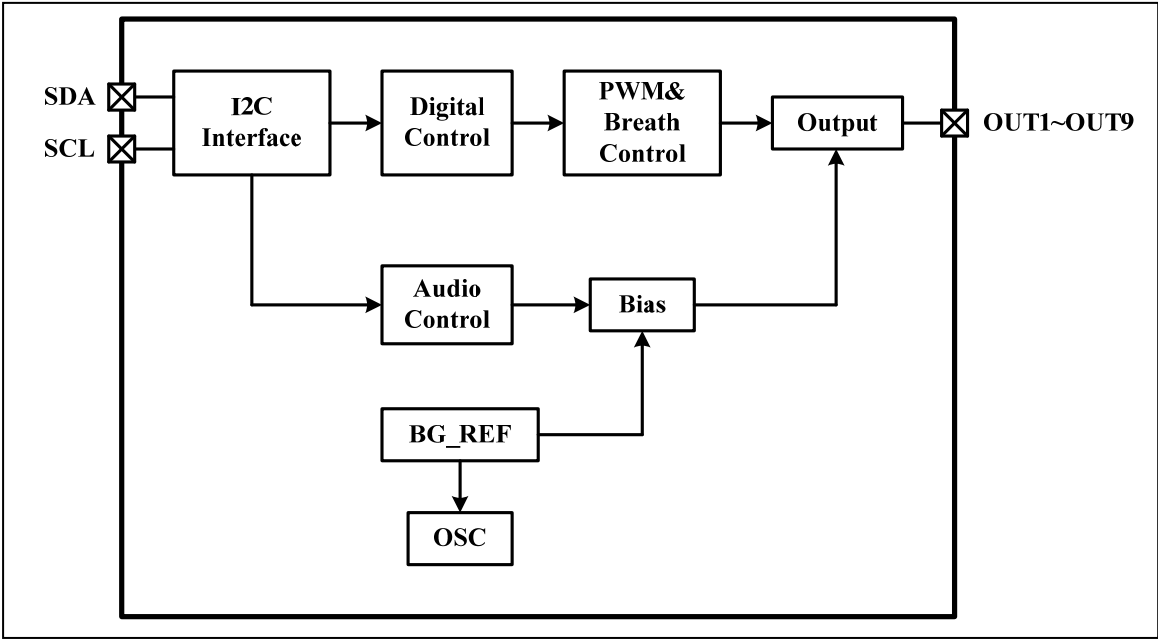 SDA
SCL
I2C
Interface
Digital
Control
PWM&
Breath
Control
Output
OUT1~OUT9
Audio
Control
Bias
BG_REF
OSC